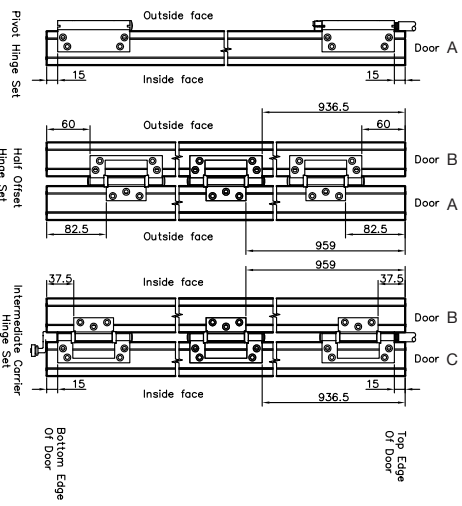 Pivot Hinge Set
Outside face
Door A
15
Inside face
15
936.5
60
Outside face
60
Door B
Half Offset
Hinge Set
Door A
82.5
Outside face
82.5
959
959
37.5
Inside face
37.5
Door B
Intermediate Carrier
Hinge Set
Door C
15
Inside face
15
936.5
Bottom Edge
Of Door
Top Edge
Of Door